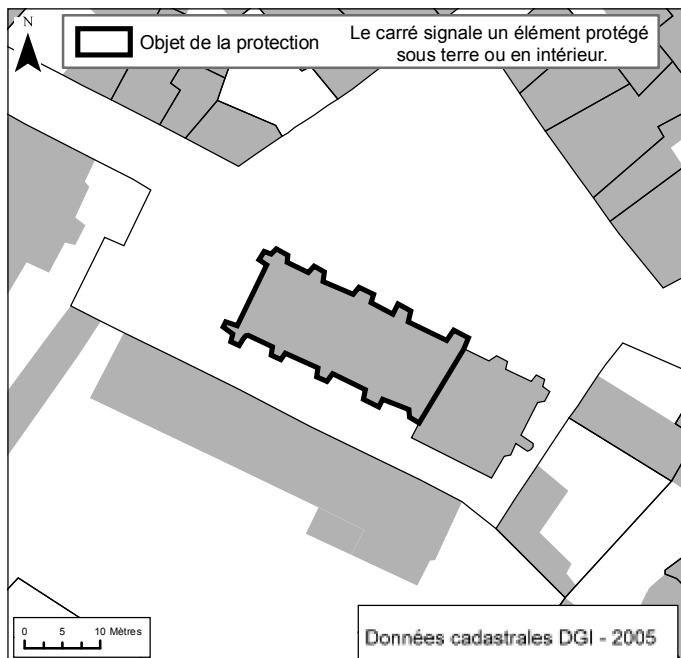 N
Objet de la protection
Le carré signale un élément protégé
sous terre ou en intérieur.
0 5 10 Mètres
Données cadastrales DGI - 2005